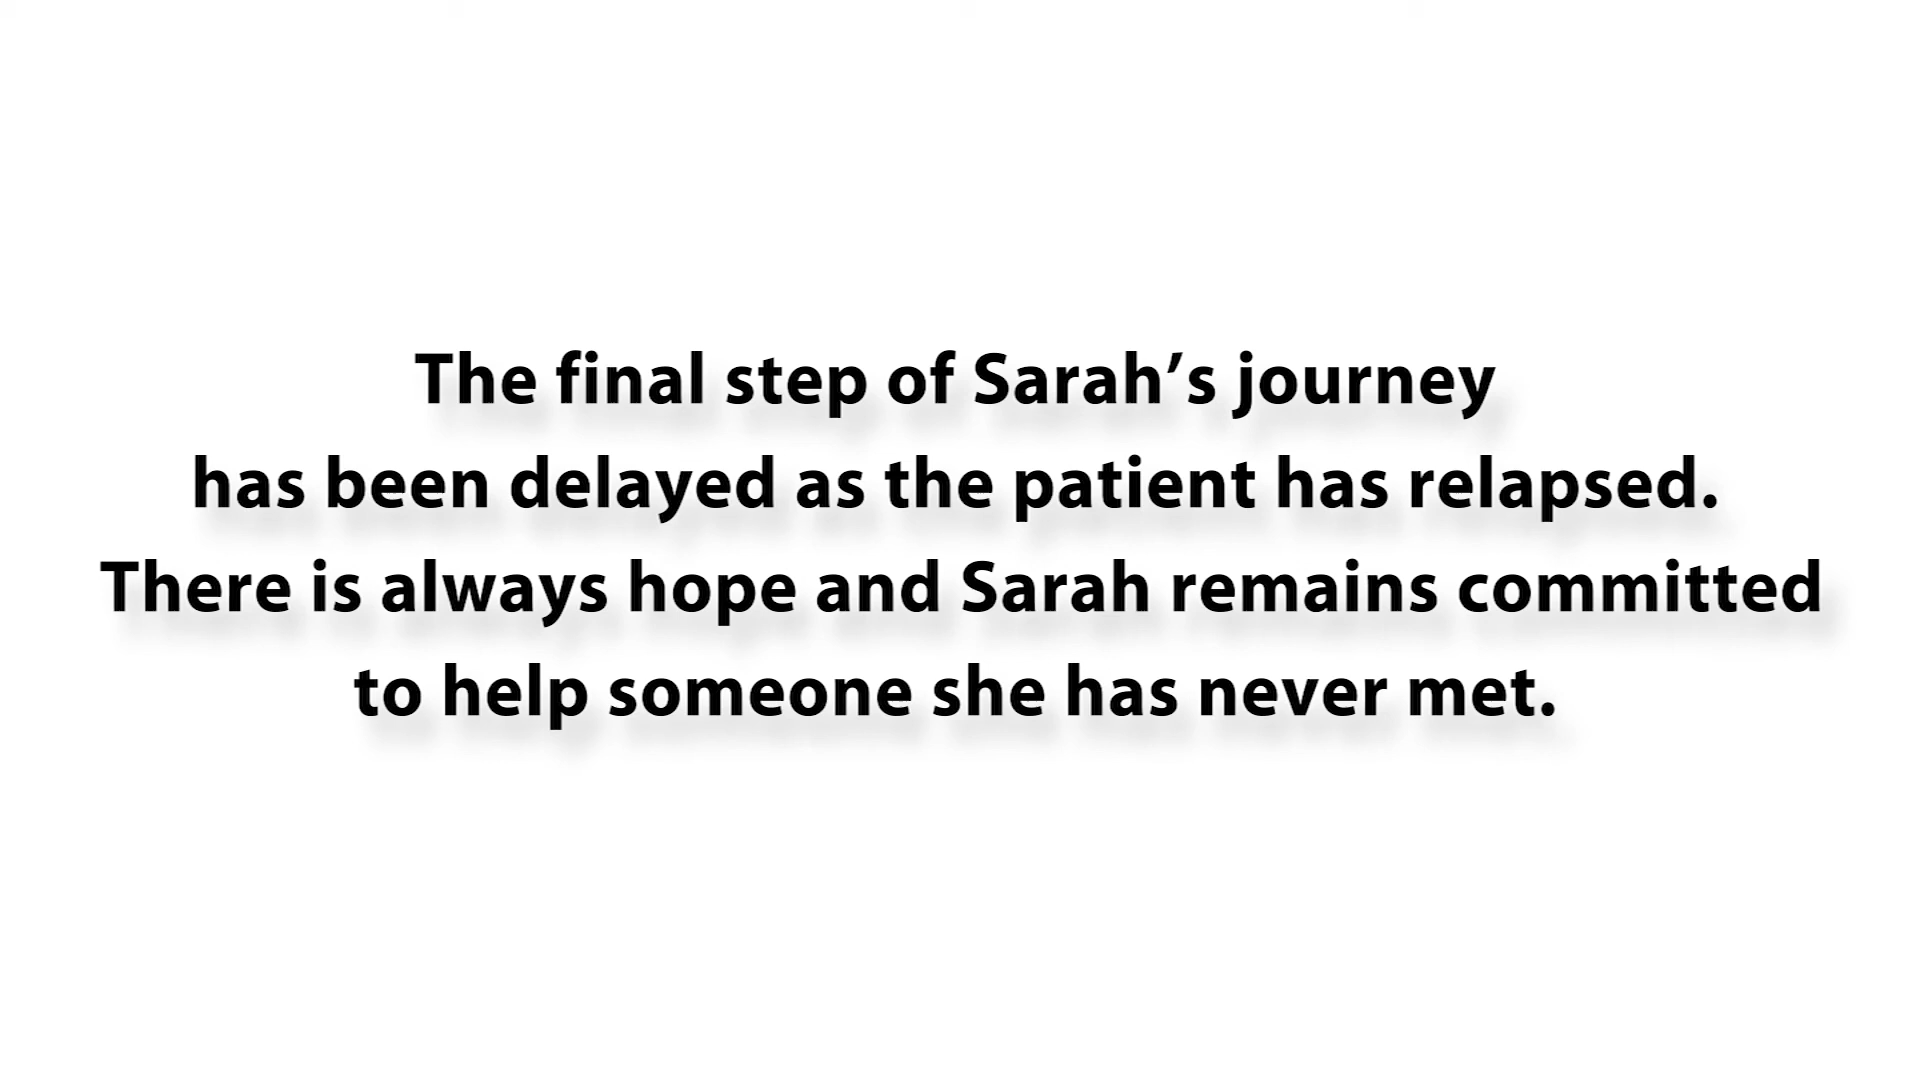 The final step of Sarah’s journey
has been delayed as the patient has relapsed.
There is always hope and Sarah remains committed
to help someone she has never met.